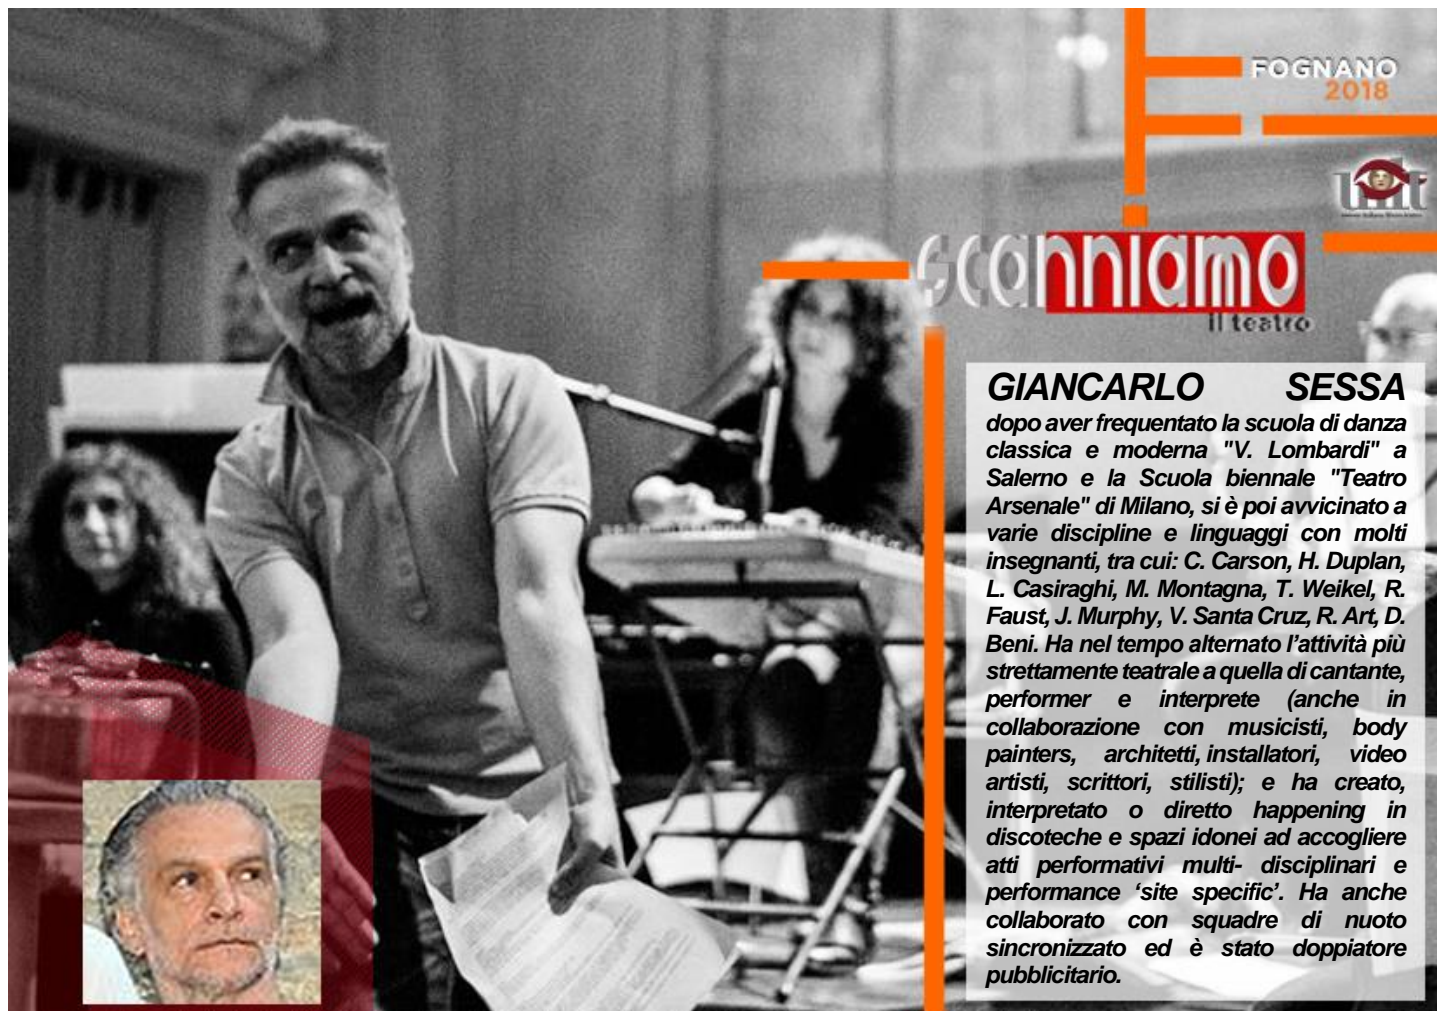 FOGNANO
2018
uilt
scanniamo
il teatro
GIANCARLO SESSA
dopo aver frequentato la scuola di danza
classica e moderna "V. Lombardi" a
Salerno e la Scuola biennale "Teatro
Arsenale" di Milano, si è poi avvicinato a
varie discipline e linguaggi con molti
insegnanti, tra cui: C. Carson, H. Duplan,
L. Casiraghi, M. Montagna, T. Weikel, R.
Faust, J. Murphy, V. Santa Cruz, R. Art, D.
Beni. Ha nel tempo alternato l’attività più
strettamente teatrale a quella di cantante,
performer e interprete (anche in
collaborazione con musicisti, body
painters, architetti, installatori, video
artisti, scrittori, stilisti); e ha creato,
interpretato o diretto happening in
discoteche e spazi idonei ad accogliere
atti performativi multi- disciplinari e
performance ‘site specific’. Ha anche
collaborato con squadre di nuoto
sincronizzato ed è stato doppiatore
pubblicitario.